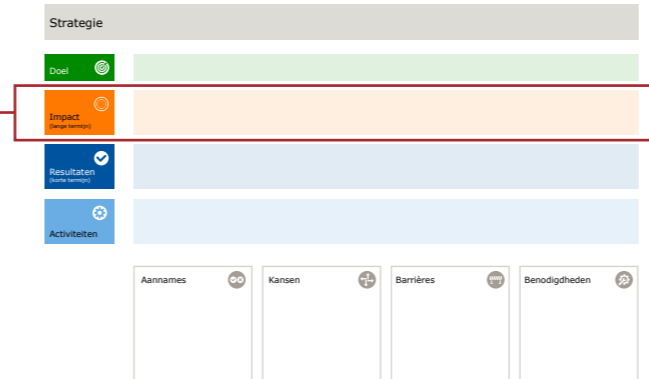 Strategie
Doel
Impact
(lange termijn)
Resultaten
(korte termijn)
Activiteiten
Aannames
Kansen
Barrières
Benodigdheden